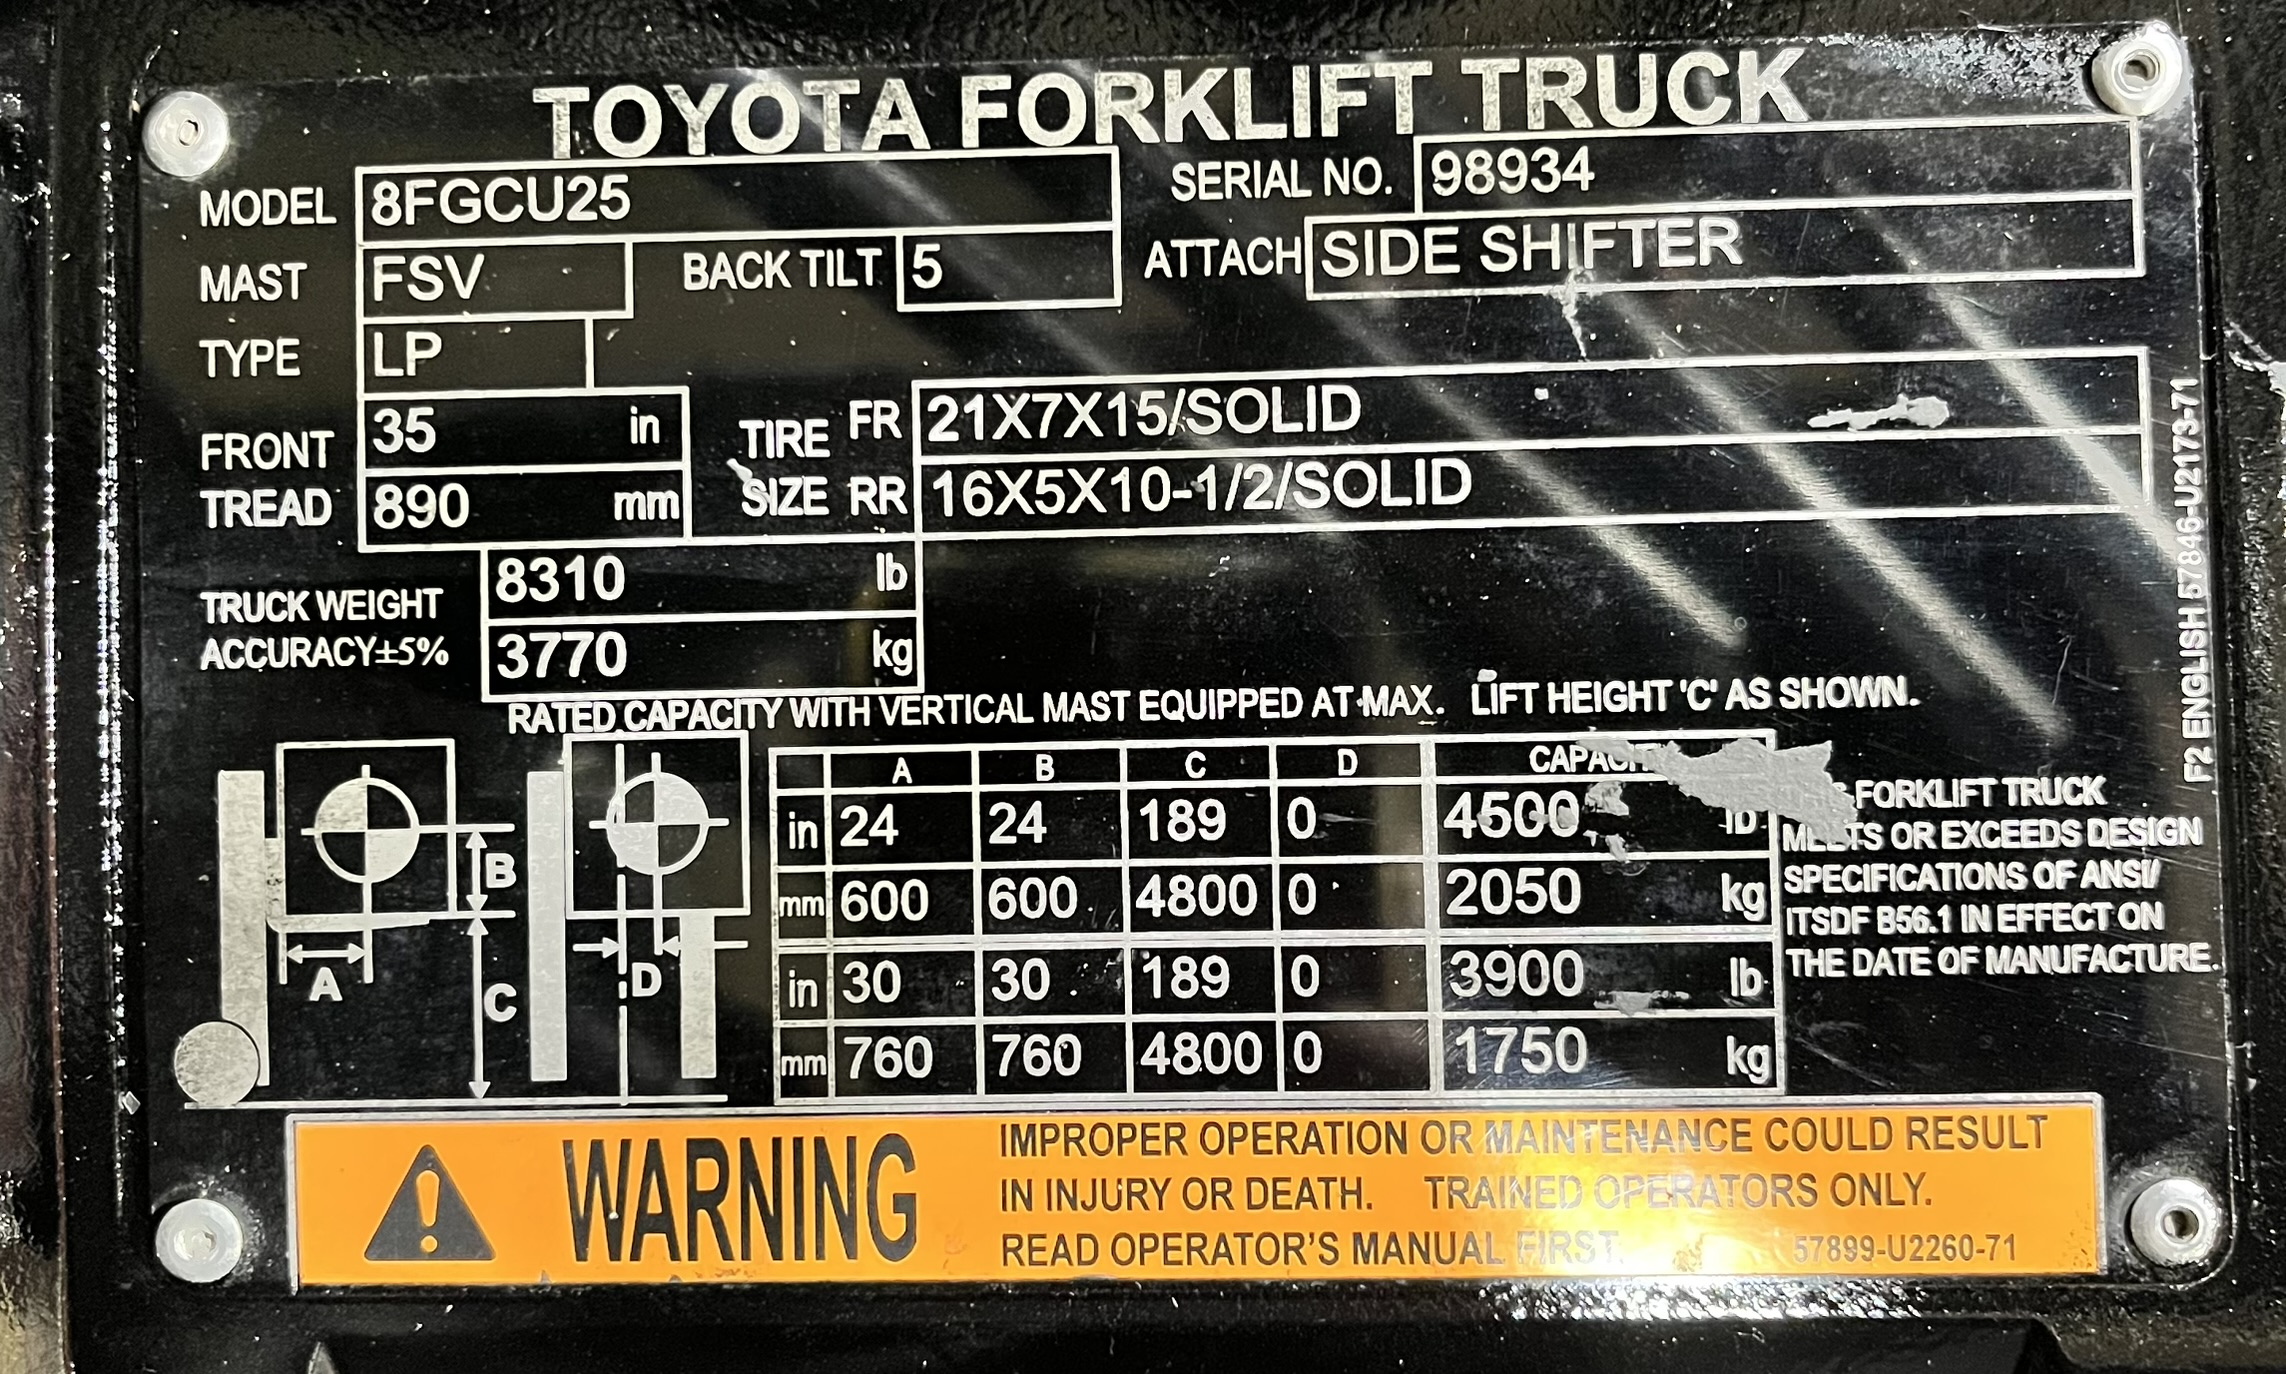 TOYOTA FORKLIFT TRUCK
MODEL 8FGCU25 SERIAL NO. 98934
MAST FSV BACK TILT 5 ATTACH SIDE SHIFTER
TYPE LP
FRONT TREAD 35 in
890 mm
TIRE SIZE FR 21X7X15/SOLID
RR 16X5X10-1/2/SOLID
TRUCK WEIGHT 8310 lb
ACCURACY±5% 3770 kg
RATED CAPACITY WITH VERTICAL MAST EQUIPPED AT MAX. LIFT HEIGHT 'C' AS SHOWN.
A B C D
in 24 24 189 0 4500 lb
mm 600 600 4800 0 2050 kg
in 30 30 189 0 3900 lb
mm 760 760 4800 0 1750 kg
B
A
C
D
FORKLIFT TRUCK
MEETS OR EXCEEDS DESIGN
SPECIFICATIONS OF ANSI/
ITSDF B56.1 IN EFFECT ON
THE DATE OF MANUFACTURE.
F2 ENGLISH 57846-U2173-71
WARNING
IMPROPER OPERATION OR MAINTENANCE COULD RESULT
IN INJURY OR DEATH. TRAINED OPERATORS ONLY.
READ OPERATOR'S MANUAL FIRST. 57899-U2260-71